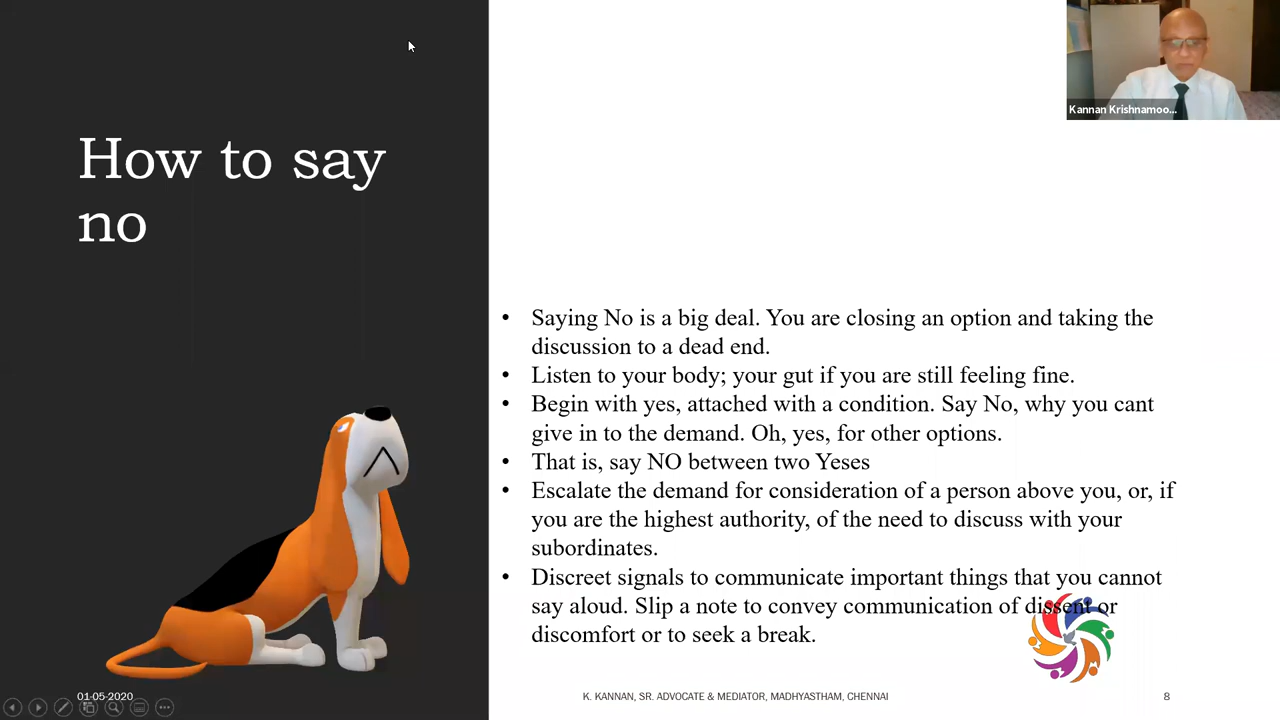 Kannan Krishnamoo...
How to say
no
• Saying No is a big deal. You are closing an option and taking the
discussion to a dead end.
• Listen to your body; your gut if you are still feeling fine.
• Begin with yes, attached with a condition. Say No, why you cant
give in to the demand. Oh, yes, for other options.
• That is, say NO between two Yeses
• Escalate the demand for consideration of a person above you, or, if
you are the highest authority, of the need to discuss with your
subordinates.
• Discreet signals to communicate important things that you cannot
say aloud. Slip a note to convey communication of dissent or
discomfort or to seek a break.
01-05-2020
K. KANNAN, SR. ADVOCATE & MEDIATOR, MADHYASTHAM, CHENNAI
8